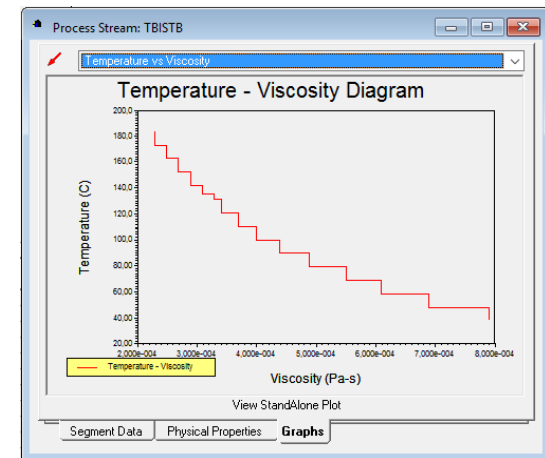 Process Stream: TBISTB
Temperature vs Viscosity
Temperature - Viscosity Diagram
200,0
180,0
160,0
140,0
120,0
100,0
80,00
60,00
40,00
20,00
Temperature (C)
2,000e-004 3,000e-004 4,000e-004 5,000e-004 6,000e-004 7,000e-004 8,000e-004
Temperature - Viscosity
Viscosity (Pa-s)
View StandAlone Plot
Segment Data Physical Properties Graphs